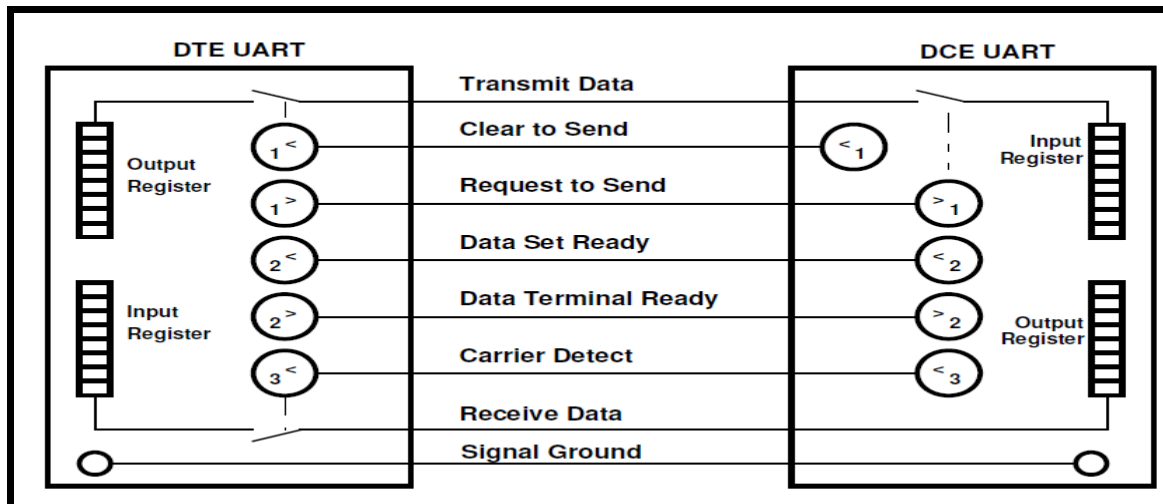 DTE UART
DCE UART
Transmit Data
Clear to Send
1 <
< 1
Output
Register
Input
Register
Request to Send
1 >
> 1
Data Set Ready
2 <
< 2
Data Terminal Ready
2 >
> 2
Input
Register
Output
Register
Carrier Detect
3 <
< 3
Receive Data
Signal Ground